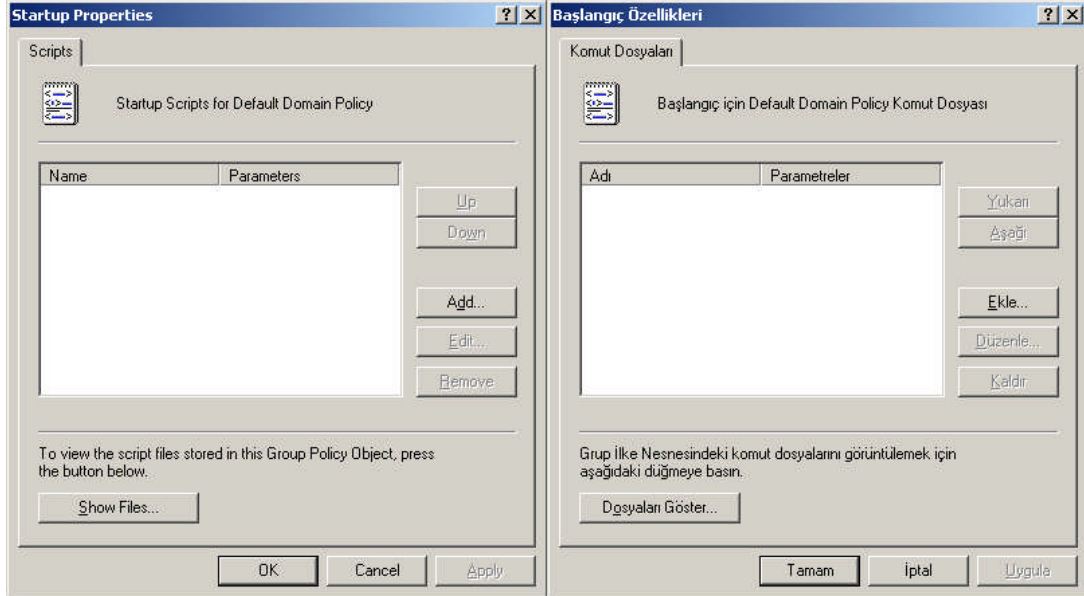 Startup Properties
Scripts
Startup Scripts for Default Domain Policy
Name Parameters
Up
Down
Add...
Edit...
Remove
To view the script files stored in this Group Policy Object, press
the button below.
Show Files...
OK Cancel Apply
Başlangıç Özellikleri
Komut Dosyaları
Başlangıç için Default Domain Policy Komut Dosyası
Adı Parametreler
Yukarı
Aşağı
Ekle...
Düzenle...
Kaldır
Grup İlke Nesnesindeki komut dosyalarını görüntülemek için
aşağıdaki düğmeye basın.
Dosyaları Göster...
Tamam İptal Uygula